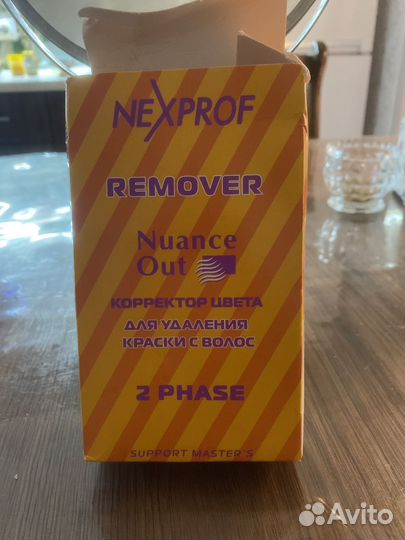 NEXPROF
REMOVER
Nuance
Out
КОРРЕКТОР ЦВЕТА
ДЛЯ УДАЛЕНИЯ
КРАСКИ С ВОЛОС
2 PHASE
SUPPORT MASTER'S
Avito